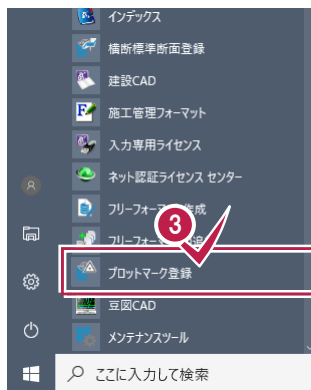 インデックス
横断標準断面登録
建設CAD
施工管理フォーマット
入力専用ライセンス
ネット認証ライセンス センター
フリーフォー 成
3
フリーフォー
プロットマーク登録
豆図CAD
メンテナンスツール
ここに入力して検索